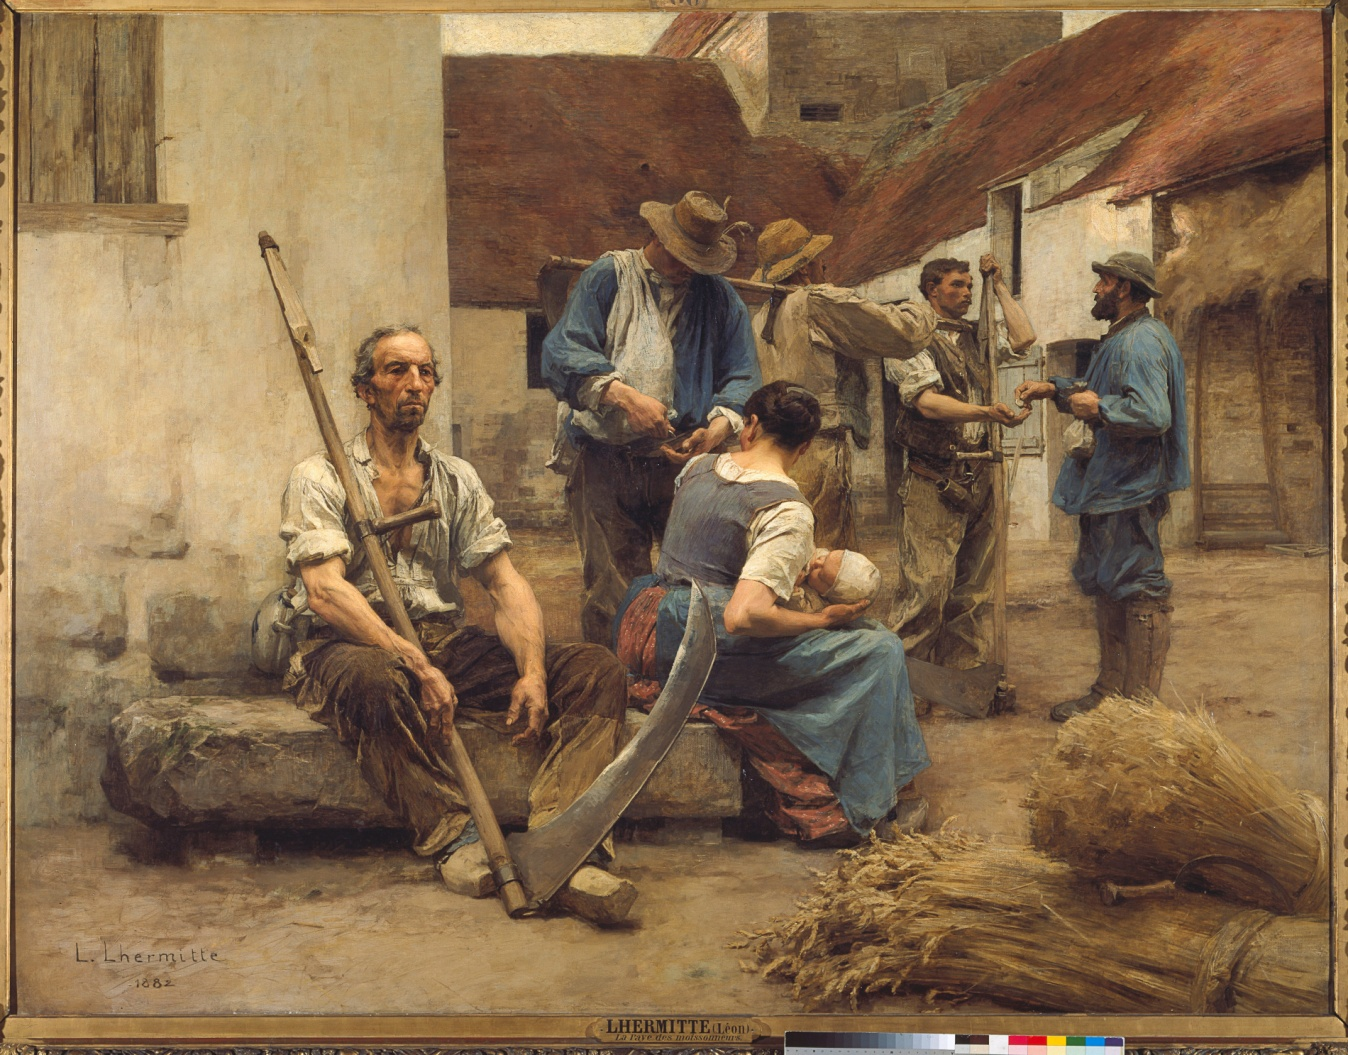 L. Lhermitte
1882
LHERMITTE (Léon)
La Paye des moissonneurs.